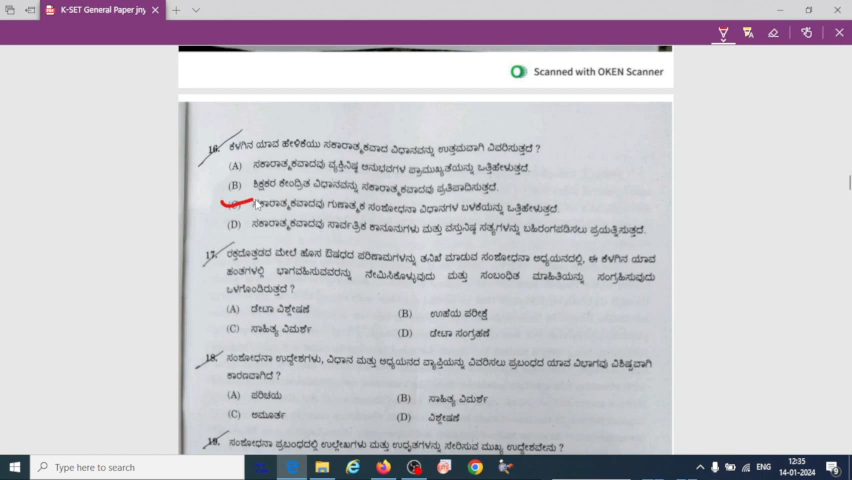 K-SET General Paper jny
Scanned with OKEN Scanner
16. ಕೆಳಗಿನ ಯಾವ ಹೇಳಿಕೆಯು ಸಕಾರಾತ್ಮಕವಾದ ವಿಧಾನವನ್ನು ಉತ್ತಮವಾಗಿ ವಿವರಿಸುತ್ತದೆ ?
(A) ಸಕಾರಾತ್ಮಕವಾದವು ವ್ಯಕ್ತಿನಿಷ್ಠ ಅನುಭವಗಳ ಪ್ರಾಮುಖ್ಯತೆಯನ್ನು ಒತ್ತಿಹೇಳುತ್ತದೆ.
(B) ಶಿಕ್ಷಕರ ಕೇಂದ್ರಿತ ವಿಧಾನವನ್ನು ಸಕಾರಾತ್ಮಕವಾದವು ಪ್ರತಿಪಾದಿಸುತ್ತದೆ.
(C) ಸಕಾರಾತ್ಮಕವಾದವು ಗುಣಾತ್ಮಕ ಸಂಶೋಧನಾ ವಿಧಾನಗಳ ಬಳಕೆಯನ್ನು ಒತ್ತಿಹೇಳುತ್ತದೆ.
(D) ಸಕಾರಾತ್ಮಕವಾದವು ಸಾರ್ವತ್ರಿಕ ಕಾನೂನುಗಳು ಮತ್ತು ವಸ್ತುನಿಷ್ಠ ಸತ್ಯಗಳನ್ನು ಬಹಿರಂಗಪಡಿಸಲು ಪ್ರಯತ್ನಿಸುತ್ತದೆ.
17. ರಕ್ತದೊತ್ತಡದ ಮೇಲೆ ಹೊಸ ಔಷಧದ ಪರಿಣಾಮಗಳನ್ನು ತನಿಖೆ ಮಾಡುವ ಸಂಶೋಧನಾ ಅಧ್ಯಯನದಲ್ಲಿ, ಈ ಕೆಳಗಿನ ಯಾವ
ಹಂತಗಳಲ್ಲಿ ಭಾಗವಹಿಸುವವರನ್ನು ನೇಮಿಸಿಕೊಳ್ಳುವುದು ಮತ್ತು ಸಂಬಂಧಿತ ಮಾಹಿತಿಯನ್ನು ಸಂಗ್ರಹಿಸುವುದು
ಒಳಗೊಂಡಿರುತ್ತದೆ ?
(A) ಡೇಟಾ ವಿಶ್ಲೇಷಣೆ (B) ಊಹೆಯ ಪರೀಕ್ಷೆ
(C) ಸಾಹಿತ್ಯ ವಿಮರ್ಶೆ (D) ಡೇಟಾ ಸಂಗ್ರಹಣೆ
18. ಸಂಶೋಧನಾ ಉದ್ದೇಶಗಳು, ವಿಧಾನ ಮತ್ತು ಅಧ್ಯಯನದ ವ್ಯಾಪ್ತಿಯನ್ನು ವಿವರಿಸಲು ಪ್ರಬಂಧದ ಯಾವ ವಿಭಾಗವು ವಿಶಿಷ್ಟವಾಗಿ
ಕಾರಣವಾಗಿದೆ ?
(A) ಪರಿಚಯ (B) ಸಾಹಿತ್ಯ ವಿಮರ್ಶೆ
(C) ಅಮೂರ್ತ (D) ವಿಶ್ಲೇಷಣೆ
19. ಸಂಶೋಧನಾ ಪ್ರಬಂಧದಲ್ಲಿ ಉಲ್ಲೇಖಗಳು ಮತ್ತು ಉದ್ಧೃತಗಳನ್ನು ಸೇರಿಸುವ ಮುಖ್ಯ ಉದ್ದೇಶವೇನು ?
Type here to search
ENG
12:35
14-01-2024